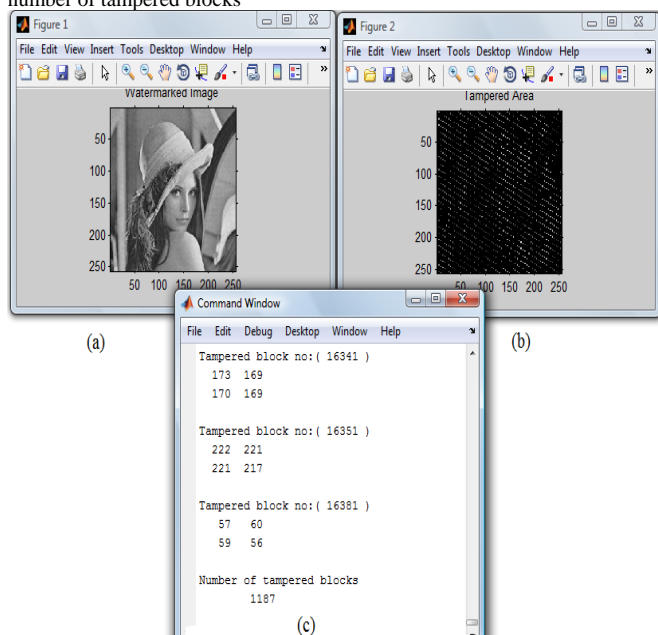 number of tampered blocks
Figure 1
File Edit View Insert Tools Desktop Window Help
Watermarked Image
50
100
150
200
250
50 100 150 200 250
(a)
Figure 2
File Edit View Insert Tools Desktop Window Help
Tampered Area
50
100
150
200
250
50 100 150 200 250
(b)
Command Window
File Edit Debug Desktop Window Help
Tampered block no:( 16341 )
173 169
170 169
Tampered block no:( 16351 )
222 221
221 217
Tampered block no:( 16381 )
57 60
59 56
Number of tampered blocks
1187
(c)